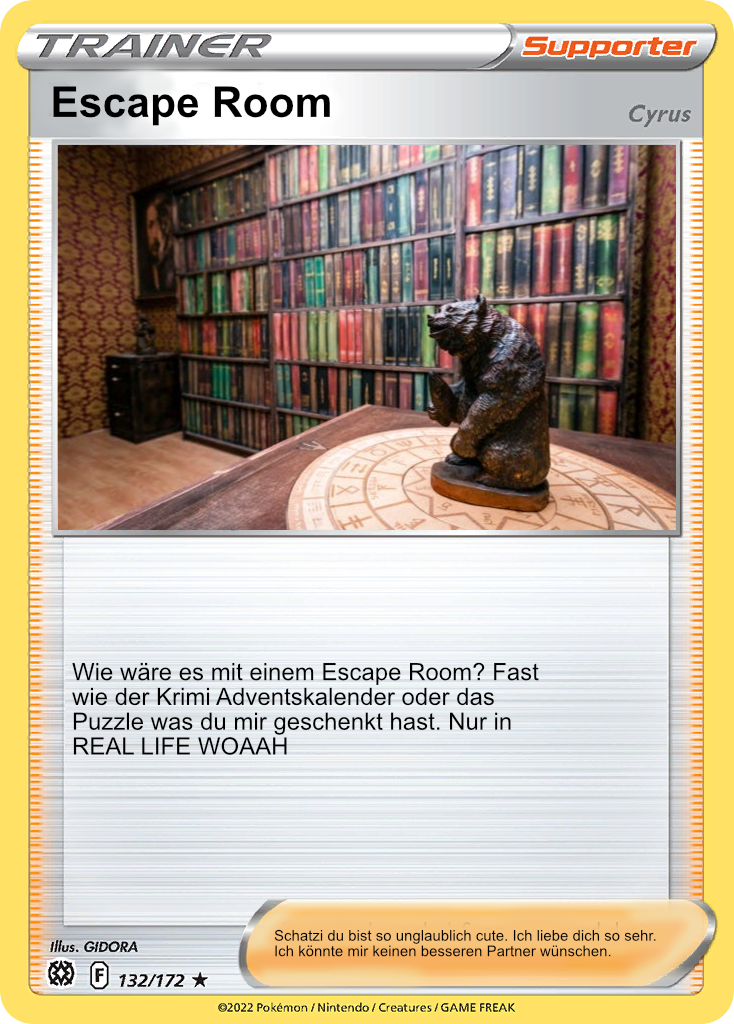 TRAINER
Supporter
Escape Room
Cyrus
Wie wäre es mit einem Escape Room? Fast
wie der Krimi Adventskalender oder das
Puzzle was du mir geschenkt hast. Nur in
REAL LIFE WOAAH
Schatzi du bist so unglaublich cute. Ich liebe dich so sehr.
Ich könnte mir keinen besseren Partner wünschen.
Illus. GIDORA
F 132/172 ★
©2022 Pokémon / Nintendo / Creatures / GAME FREAK